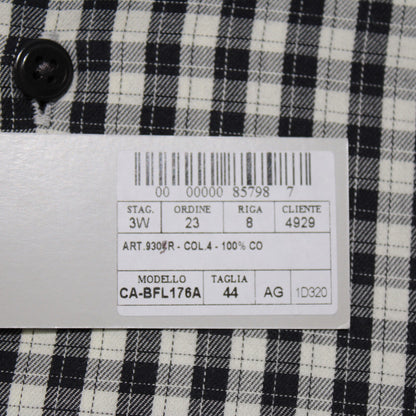 00 00000 85798 7
STAG. ORDINE RIGA CLIENTE
3W 23 8 4929
ART. - COL.4 - 100% CO
MODELLO TAGLIA
CA-BFL176A 44 AG 1D320